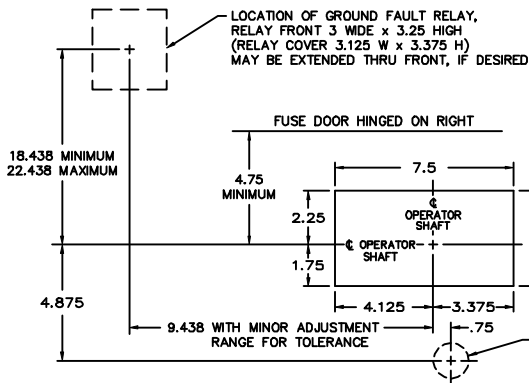 LOCATION OF GROUND FAULT RELAY,
RELAY FRONT 3 WIDE x 3.25 HIGH
(RELAY COVER 3.125 W x 3.375 H)
MAY BE EXTENDED THRU FRONT, IF DESIRED
FUSE DOOR HINGED ON RIGHT
18.438 MINIMUM
22.438 MAXIMUM
4.75
MINIMUM
7.5
2.25
℄
OPERATOR
SHAFT
℄ OPERATOR
SHAFT
1.75
4.875
4.125
3.375
9.438 WITH MINOR ADJUSTMENT
RANGE FOR TOLERANCE
.75